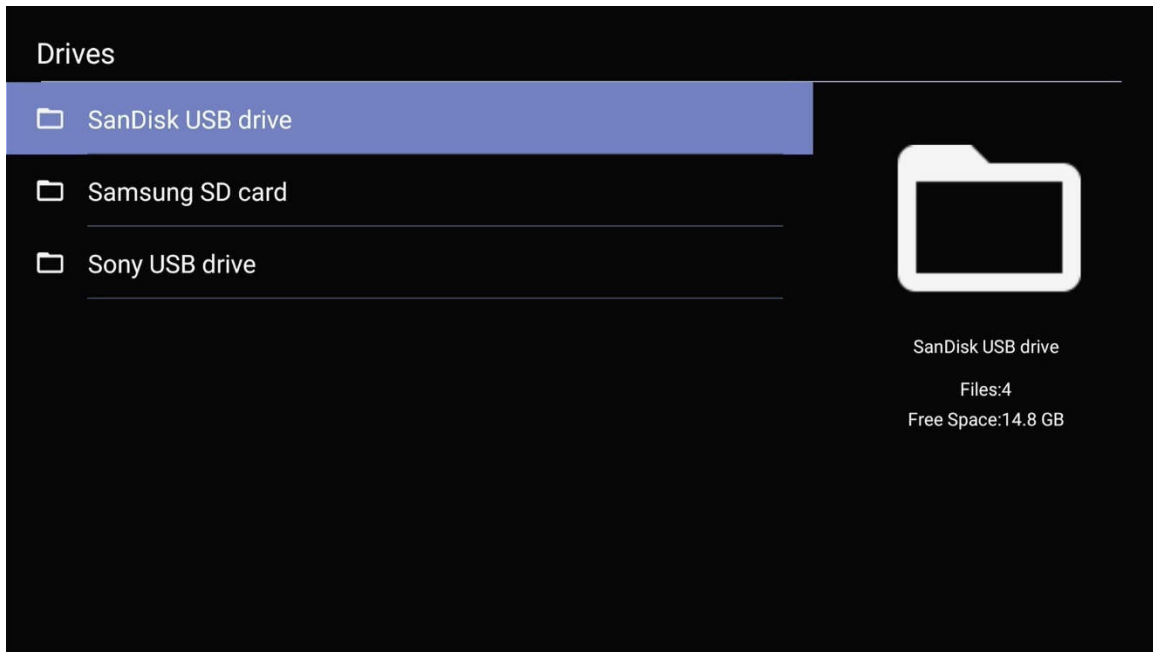 Drives
SanDisk USB drive
Samsung SD card
Sony USB drive
SanDisk USB drive
Files:4
Free Space:14.8 GB